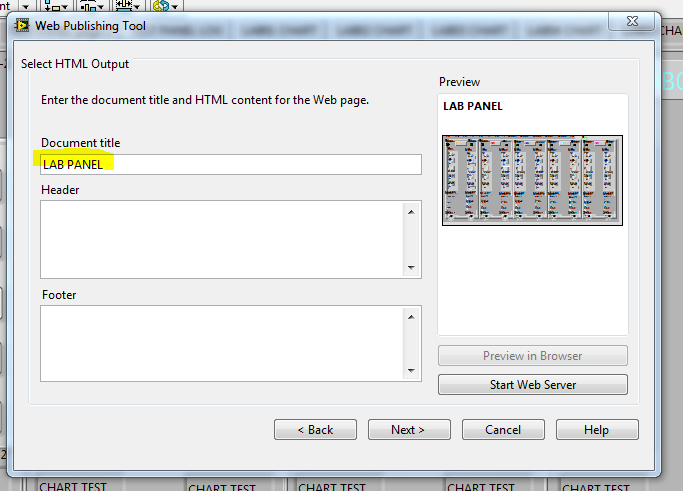 Web Publishing Tool
Select HTML Output
Enter the document title and HTML content for the Web page.
Document title
LAB PANEL
Header
Footer
Preview
LAB PANEL
Preview in Browser
Start Web Server
< Back
Next >
Cancel
Help
CHART TEST
CHART TEST
CHART TEST
CHART TEST
CHART TEST